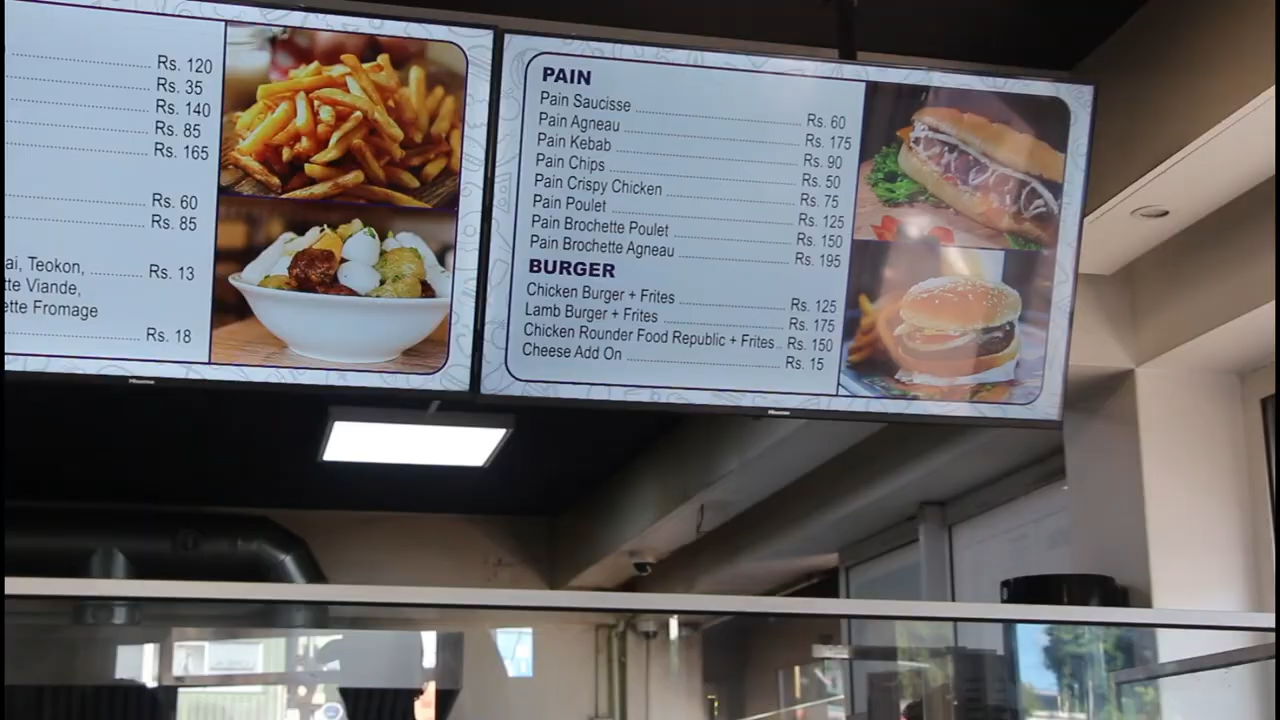 Rs. 120
Rs. 35
Rs. 140
Rs. 85
Rs. 165
Rs. 60
Rs. 85
ai, Teokon, Rs. 13
tte Viande,
ette Fromage
Rs. 18
Hisense
PAIN
Pain Saucisse Rs. 60
Pain Agneau Rs. 175
Pain Kebab Rs. 90
Pain Chips Rs. 50
Pain Crispy Chicken Rs. 75
Pain Poulet Rs. 125
Pain Brochette Poulet Rs. 150
Pain Brochette Agneau Rs. 195
BURGER
Chicken Burger + Frites Rs. 125
Lamb Burger + Frites Rs. 175
Chicken Rounder Food Republic + Frites Rs. 150
Cheese Add On Rs. 15
Hisense